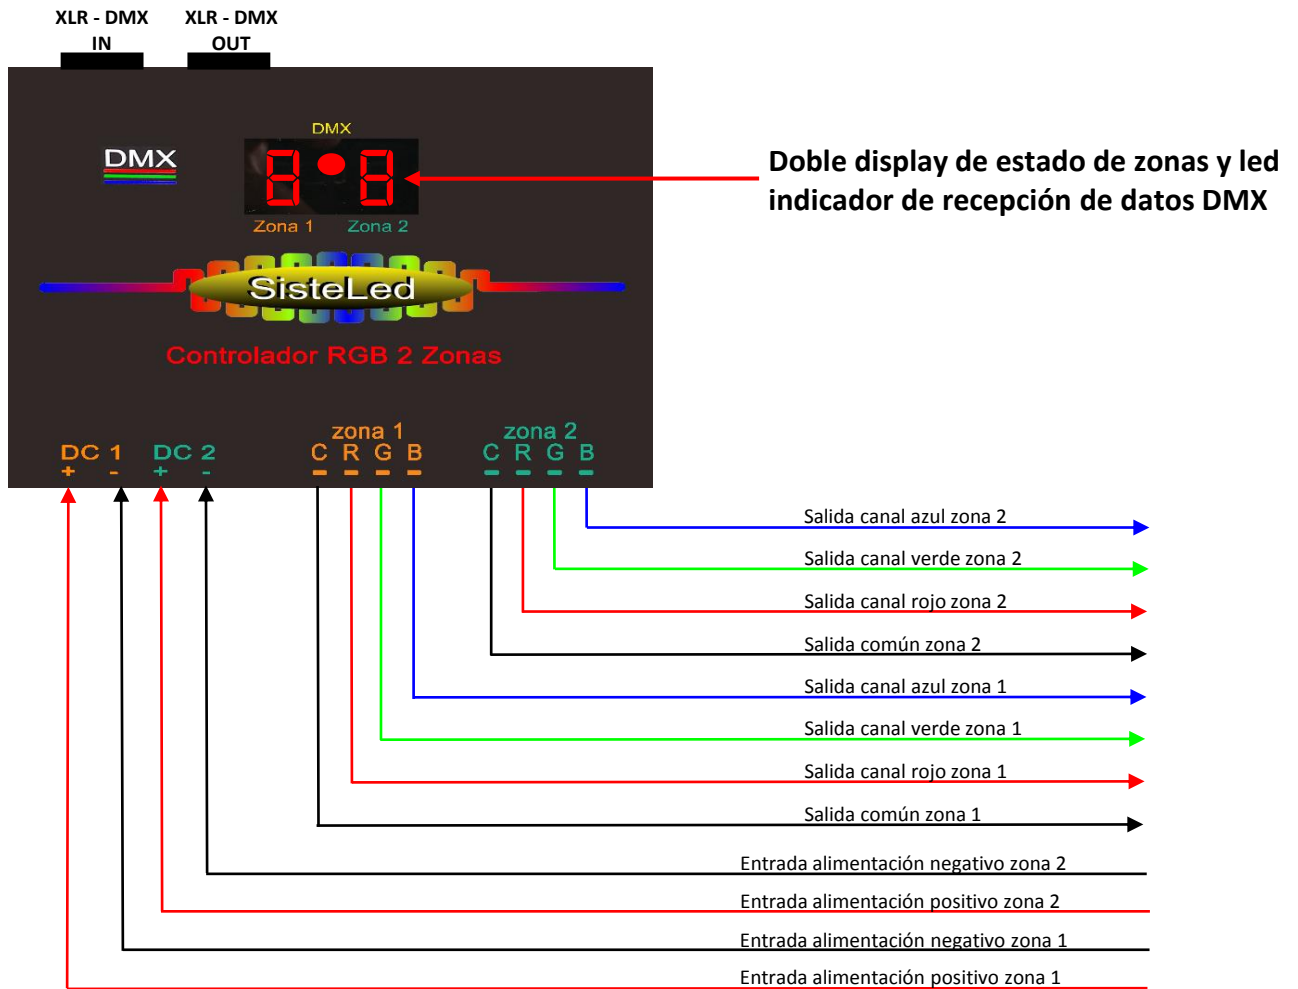 XLR - DMX XLR - DMX
IN OUT
DMX
DMX
8 8
Zona 1 Zona 2
Doble display de estado de zonas y led
indicador de recepción de datos DMX
SisteLed
Controlador RGB 2 Zonas
zona 1 zona 2
DC 1 DC 2 C R G B C R G B
+ - + - - - - - - - - -
Salida canal azul zona 2
Salida canal verde zona 2
Salida canal rojo zona 2
Salida común zona 2
Salida canal azul zona 1
Salida canal verde zona 1
Salida canal rojo zona 1
Salida común zona 1
Entrada alimentación negativo zona 2
Entrada alimentación positivo zona 2
Entrada alimentación negativo zona 1
Entrada alimentación positivo zona 1